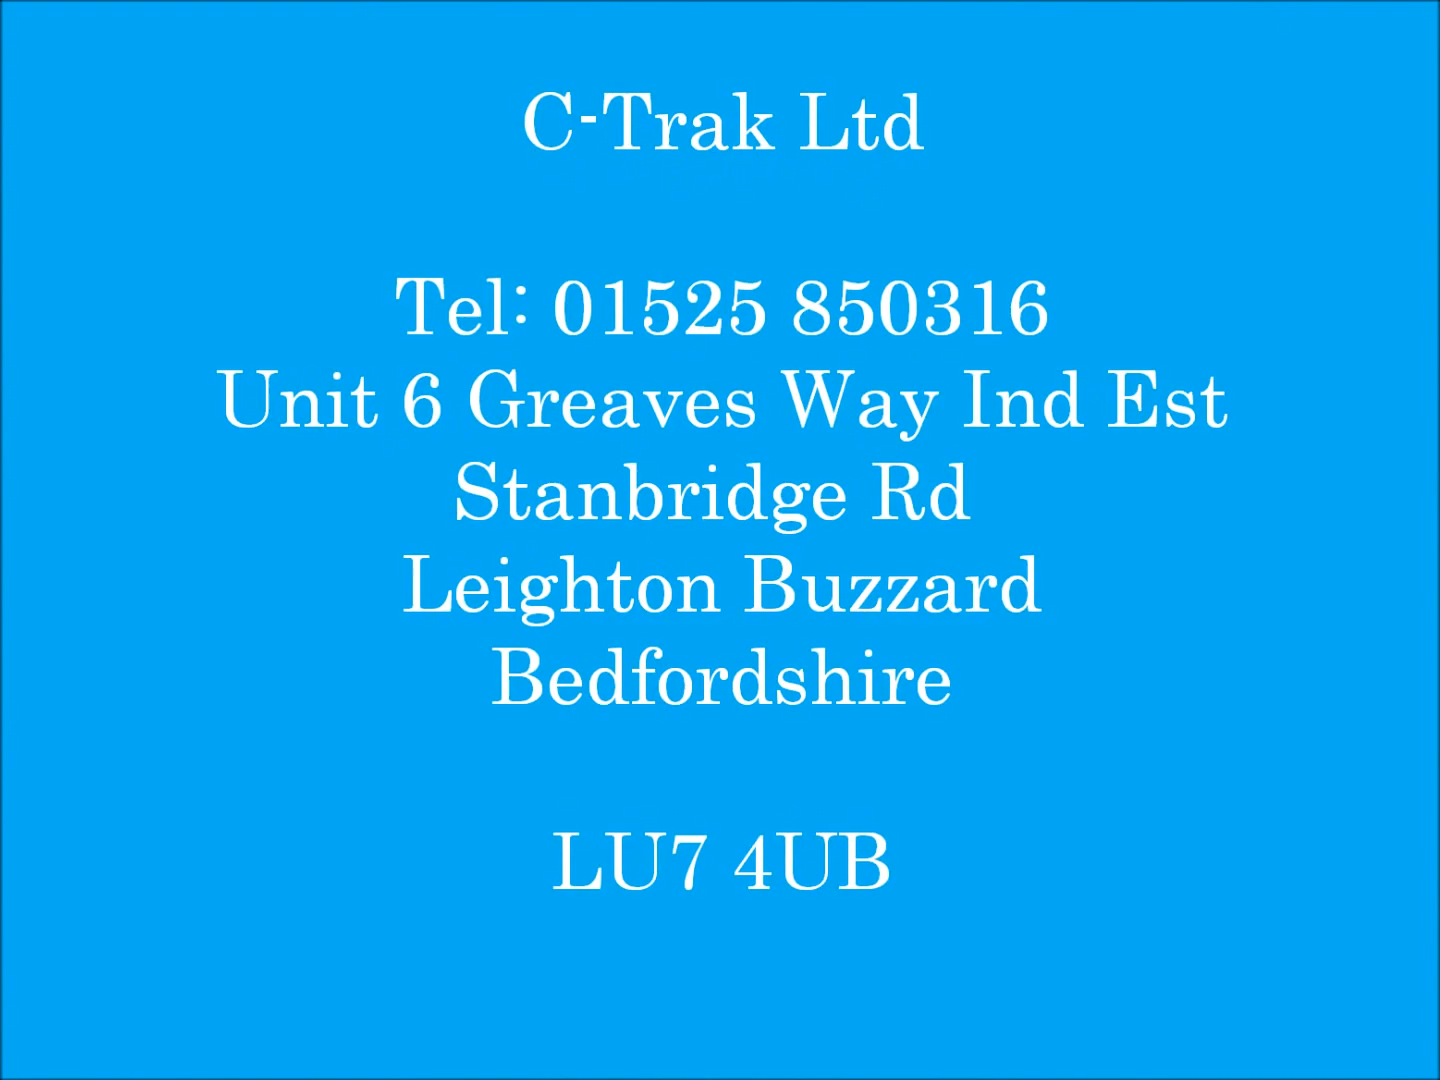 C-Trak Ltd
Tel: 01525 850316
Unit 6 Greaves Way Ind Est
Stanbridge Rd
Leighton Buzzard
Bedfordshire
LU7 4UB